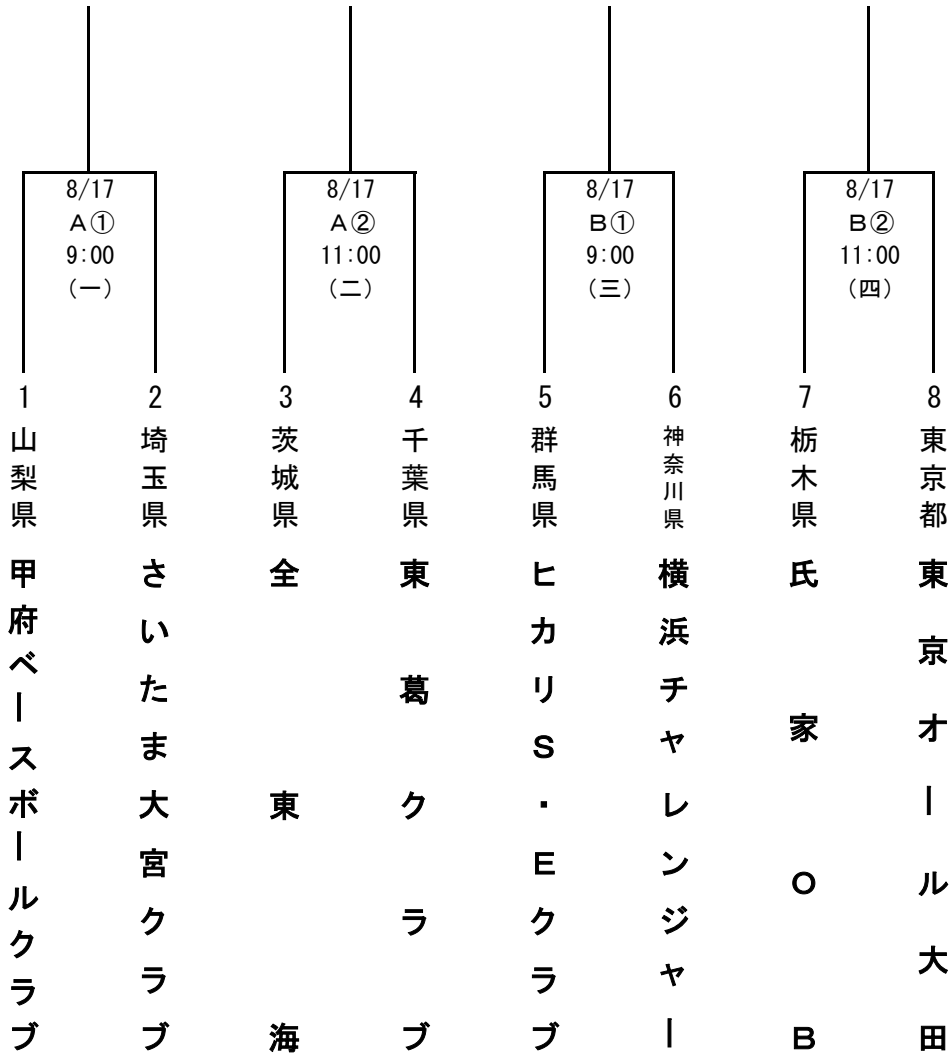 8/17
A①
9:00
(一)
8/17
A②
11:00
(二)
8/17
B①
9:00
(三)
8/17
B②
11:00
(四)
1
山梨県
甲府ベースボールクラブ
2
埼玉県
さいたま大宮クラブ
3
茨城県
全東海
4
千葉県
東葛クラブ
5
群馬県
ヒカリS・Eクラブ
6
神奈川県
横浜チャレンジャー
7
栃木県
氏家OB
8
東京都
東京オール大田